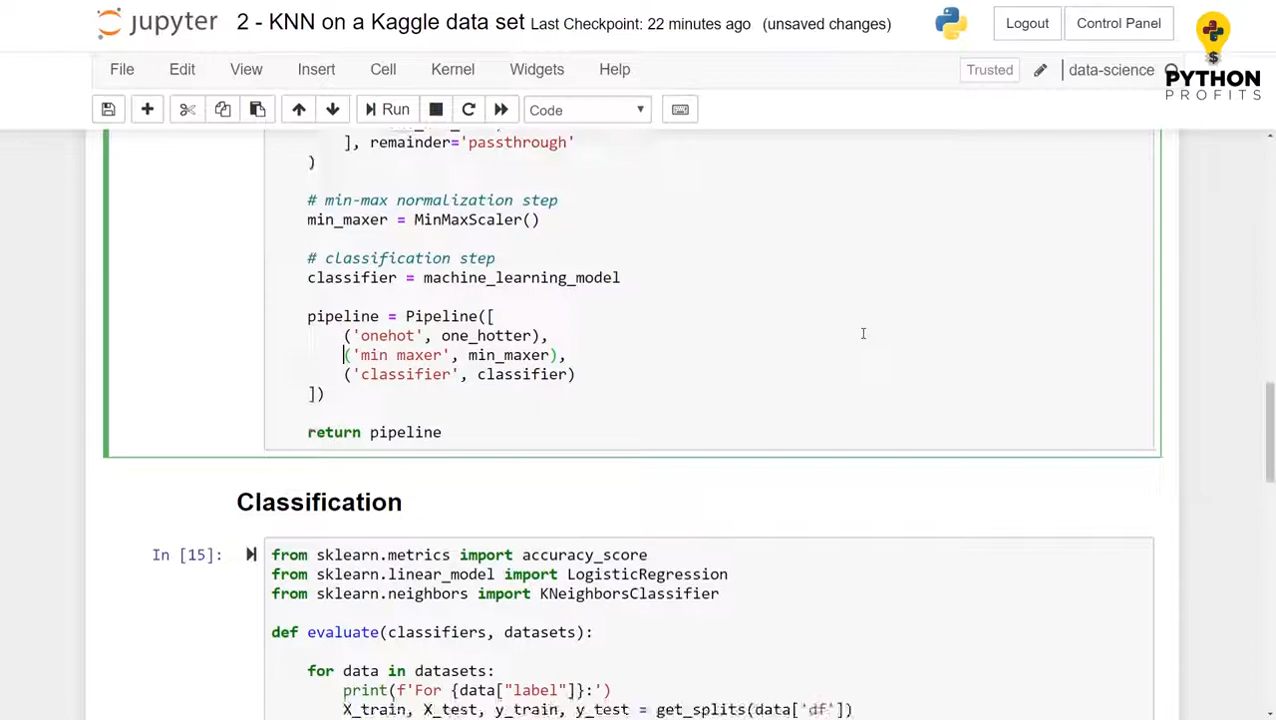 jupyter 2 - KNN on a Kaggle data set Last Checkpoint: 22 minutes ago (unsaved changes) Logout Control Panel
File Edit View Insert Cell Kernel Widgets Help Trusted data-science
PYTHON
PROFITS
Run Code
], remainder='passthrough'
)
# min-max normalization step
min_maxer = MinMaxScaler()
# classification step
classifier = machine_learning_model
pipeline = Pipeline([
('onehot', one_hotter),
('min maxer', min_maxer),
('classifier', classifier)
])
return pipeline
Classification
In [15]:
from sklearn.metrics import accuracy_score
from sklearn.linear_model import LogisticRegression
from sklearn.neighbors import KNeighborsClassifier
def evaluate(classifiers, datasets):
for data in datasets:
print(f'For {data["label"]}:')
X_train, X_test, y_train, y_test = get_splits(data['df'])